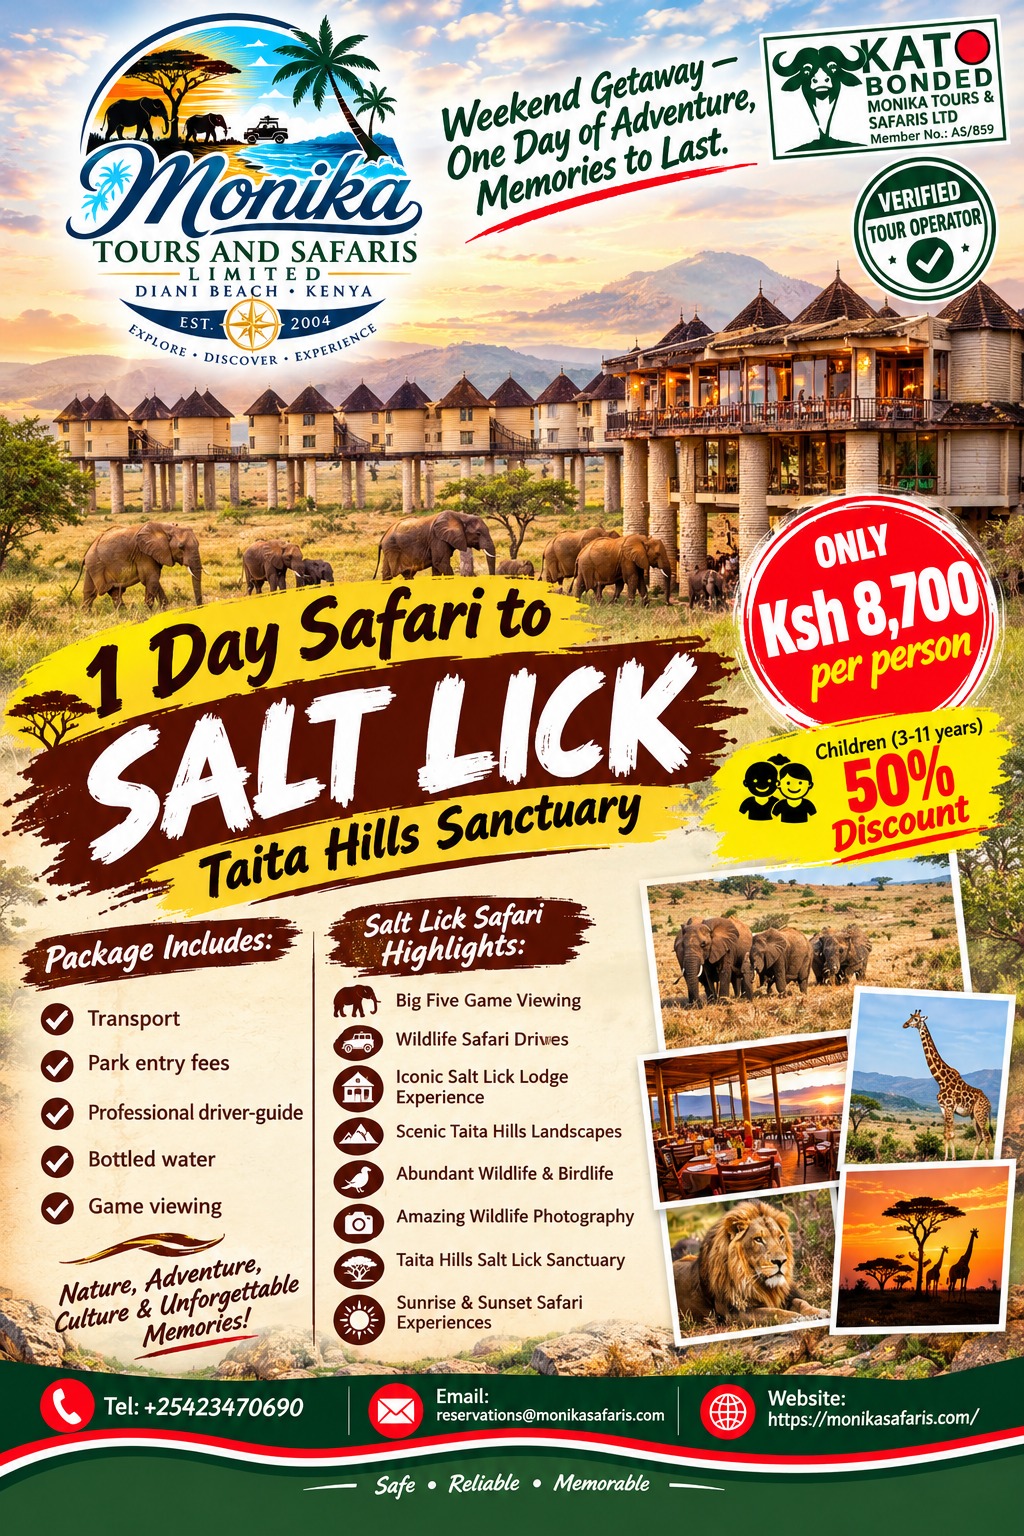 Monika
TOURS AND SAFARIS
LIMITED
DIANI BEACH • KENYA
EST. 2004
EXPLORE • DISCOVER • EXPERIENCE
Weekend Getaway –
One Day of Adventure,
Memories to Last.
KATO
BONDED
MONIKA TOURS &
SAFARIS LTD
Member No.: AS/859
VERIFIED
TOUR OPERATOR
ONLY
Ksh 8,700
per person
1 Day Safari to
SALT LICK
Taita Hills Sanctuary
Children (3-11 years)
50%
Discount
Package Includes:
Transport
Park entry fees
Professional driver-guide
Bottled water
Game viewing
Nature, Adventure,
Culture & Unforgettable
Memories!
Salt Lick Safari
Highlights:
Big Five Game Viewing
Wildlife Safari Drives
Iconic Salt Lick Lodge
Experience
Scenic Taita Hills Landscapes
Abundant Wildlife & Birdlife
Amazing Wildlife Photography
Taita Hills Salt Lick Sanctuary
Sunrise & Sunset Safari
Experiences
Tel: +25423470690
Email:
reservations@monikasafaris.com
Website:
https://monikasafaris.com/
Safe • Reliable • Memorable